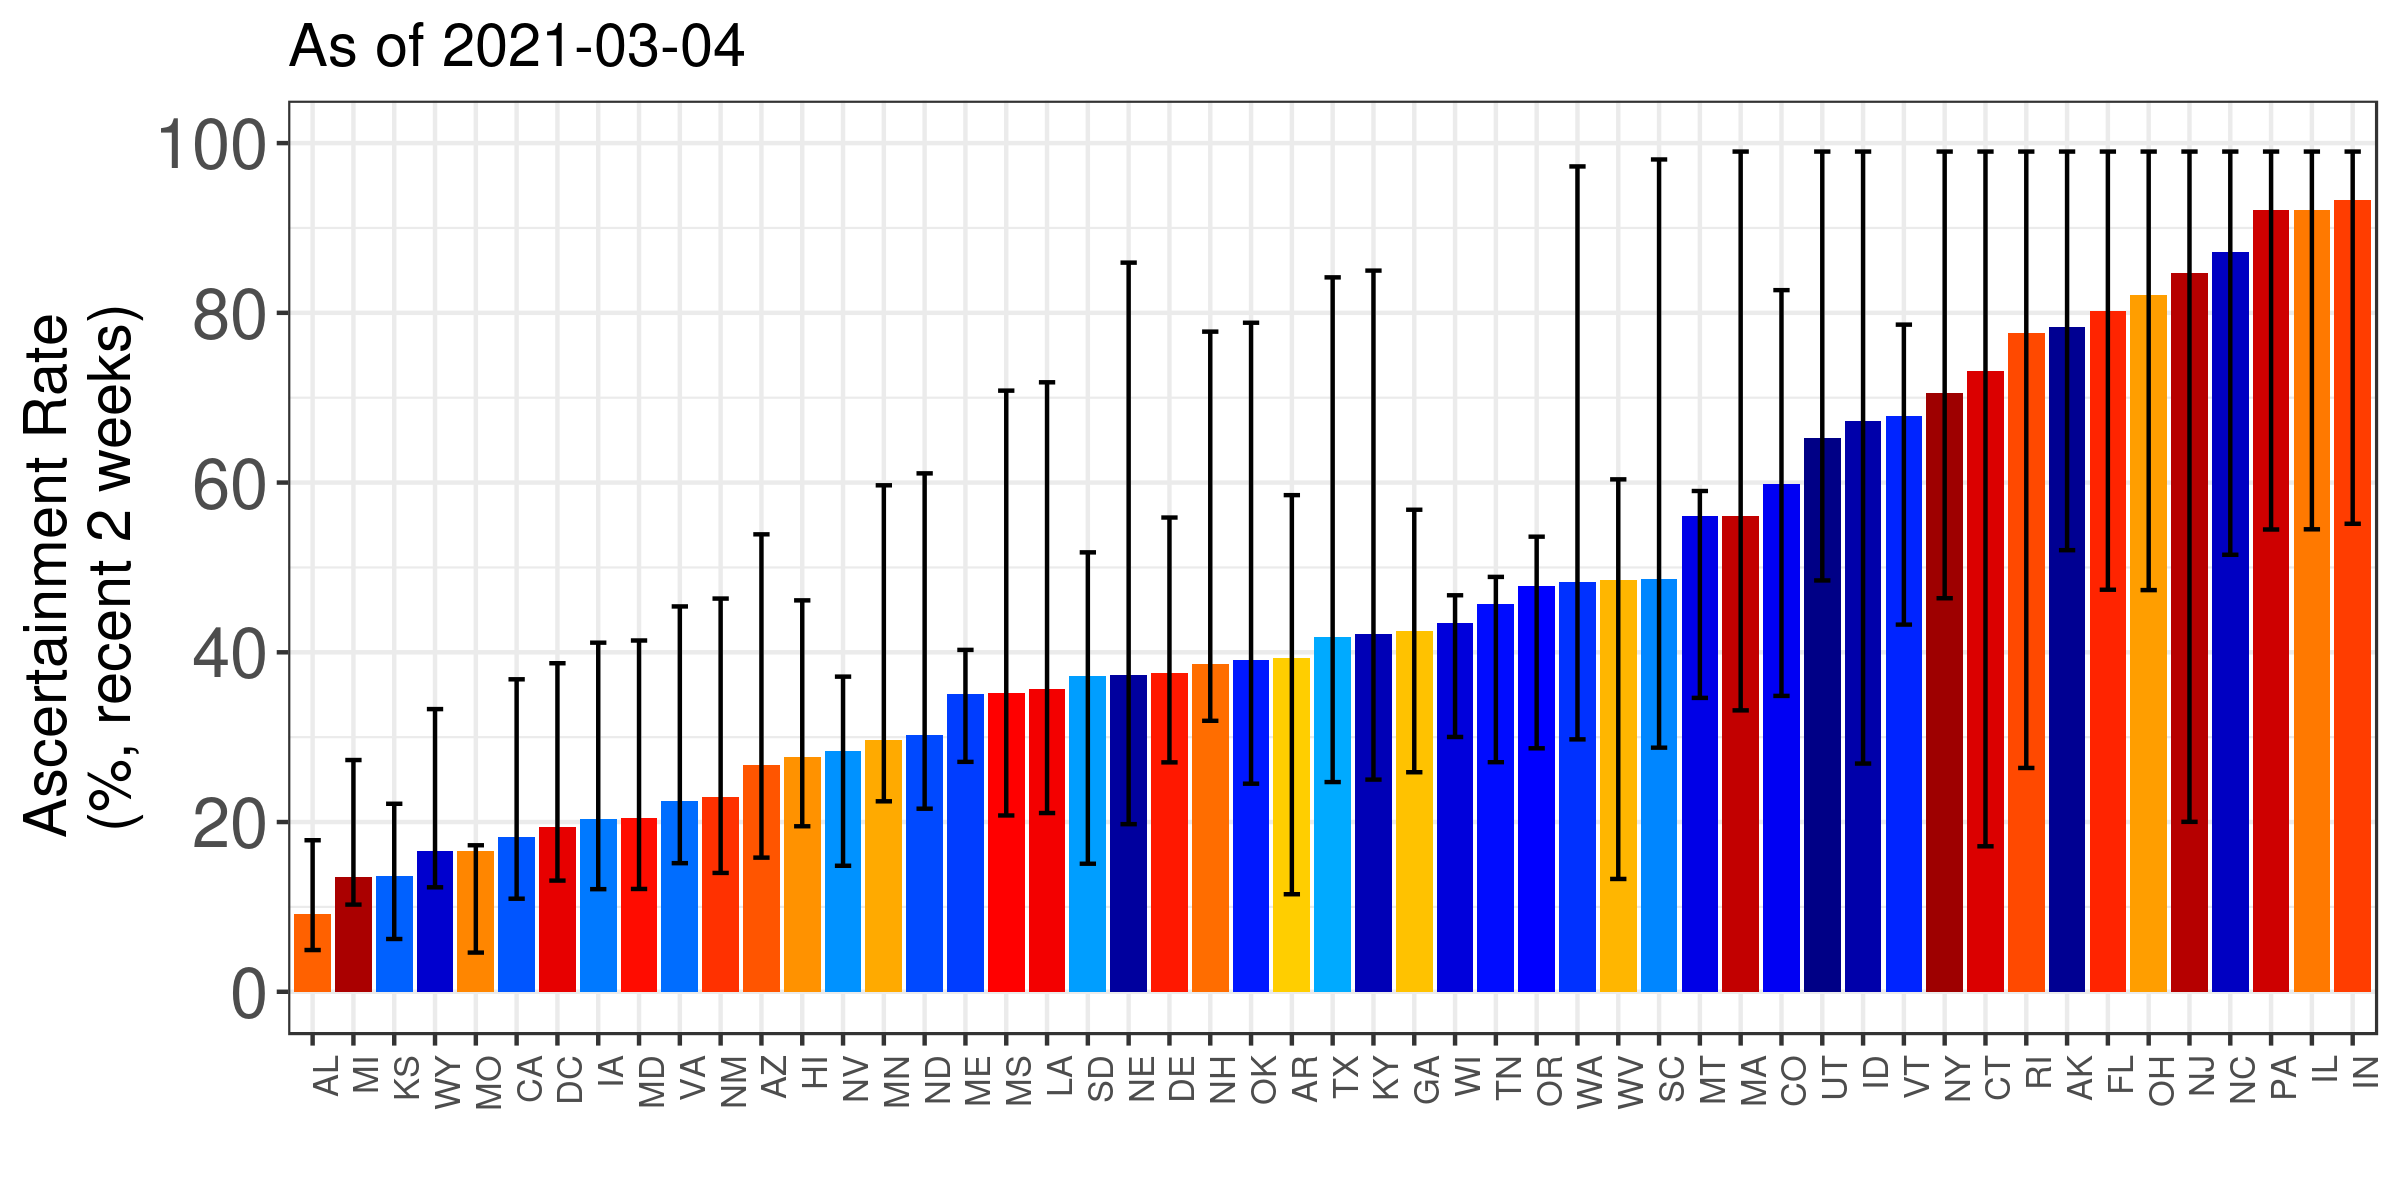 As of 2021-03-04
Ascertainment Rate
(%, recent 2 weeks)
100
80
60
40
20
0
AL MI KS WY MO CA DC IA MD VA NM AZ HI NV MN ND ME MS LA SD NE DE NH OK AR TX KY GA WI TN OR WA WV SC MT MA CO UT ID VT NY CT RI AK FL OH NJ NC PA IL IN